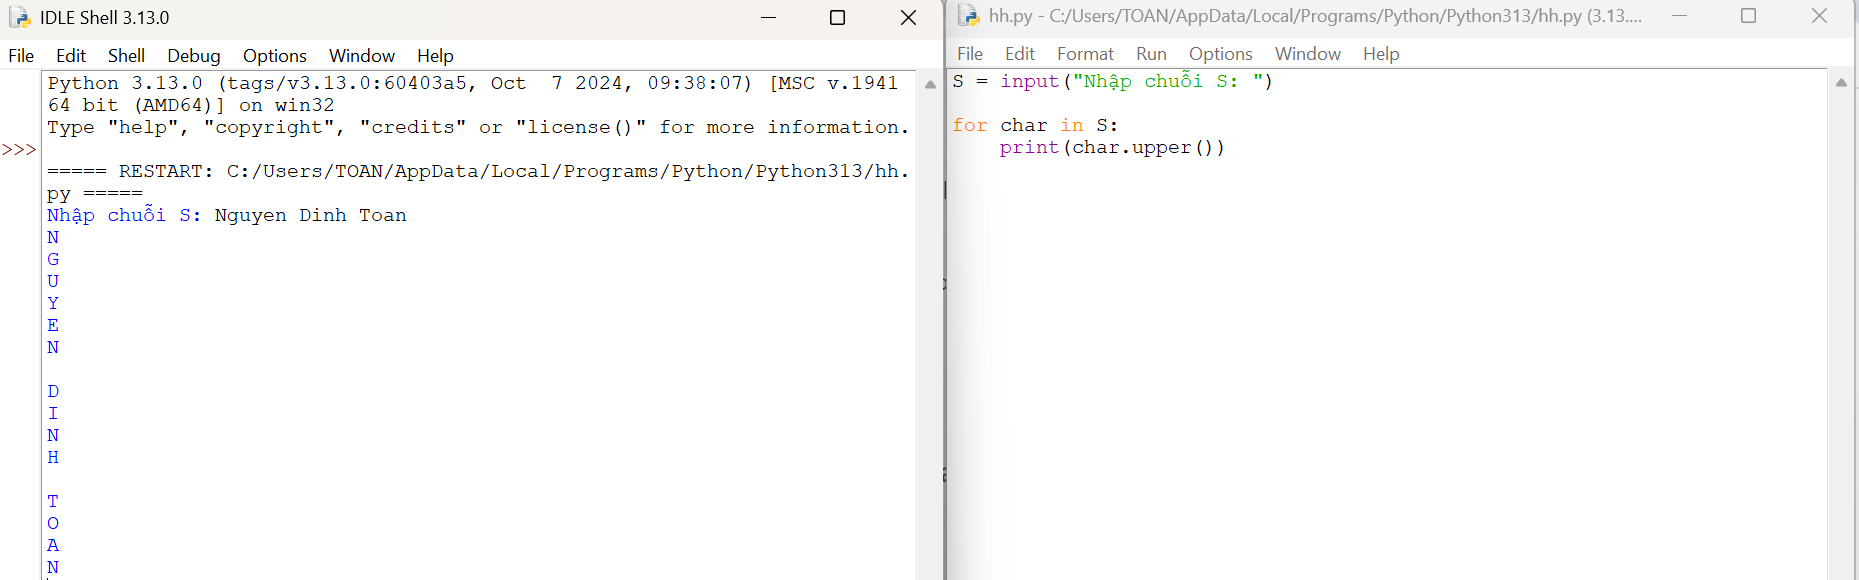 IDLE Shell 3.13.0
File Edit Shell Debug Options Window Help
Python 3.13.0 (tags/v3.13.0:60403a5, Oct  7 2024, 09:38:07) [MSC v.1941
64 bit (AMD64)] on win32
Type "help", "copyright", "credits" or "license()" for more information.
>>>
===== RESTART: C:/Users/TOAN/AppData/Local/Programs/Python/Python313/hh.
py =====
Nhập chuỗi S: Nguyen Dinh Toan
N
G
U
Y
E
N
D
I
N
H
T
O
A
N
hh.py - C:/Users/TOAN/AppData/Local/Programs/Python/Python313/hh.py (3.13....
File Edit Format Run Options Window Help
S = input("Nhập chuỗi S: ")
for char in S:
    print(char.upper())